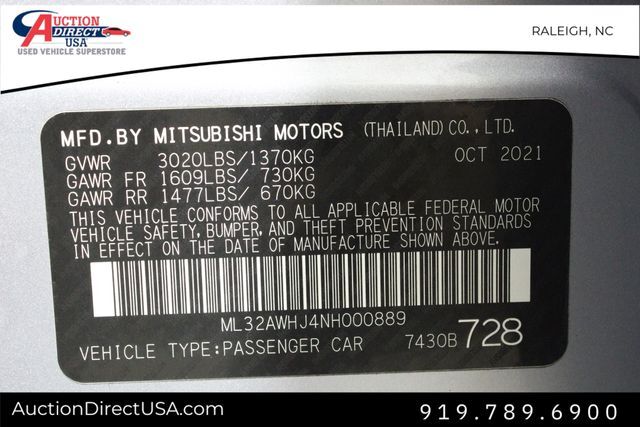 AUCTION
DIRECT
USA
USED VEHICLE SUPERSTORE
RALEIGH, NC
MFD.BY MITSUBISHI MOTORS (THAILAND)CO.,LTD.
GVWR 3020LBS/1370KG OCT 2021
GAWR FR 1609LBS/ 730KG
GAWR RR 1477LBS/ 670KG
THIS VEHICLE CONFORMS TO ALL APPLICABLE FEDERAL MOTOR
VEHICLE SAFETY, BUMPER, AND THEFT PREVENTION STANDARDS
IN EFFECT ON THE DATE OF MANUFACTURE SHOWN ABOVE.
ML32AWHJ4NH000889
VEHICLE TYPE:PASSENGER CAR 7430B 728
AuctionDirectUSA.com 919.789.6900